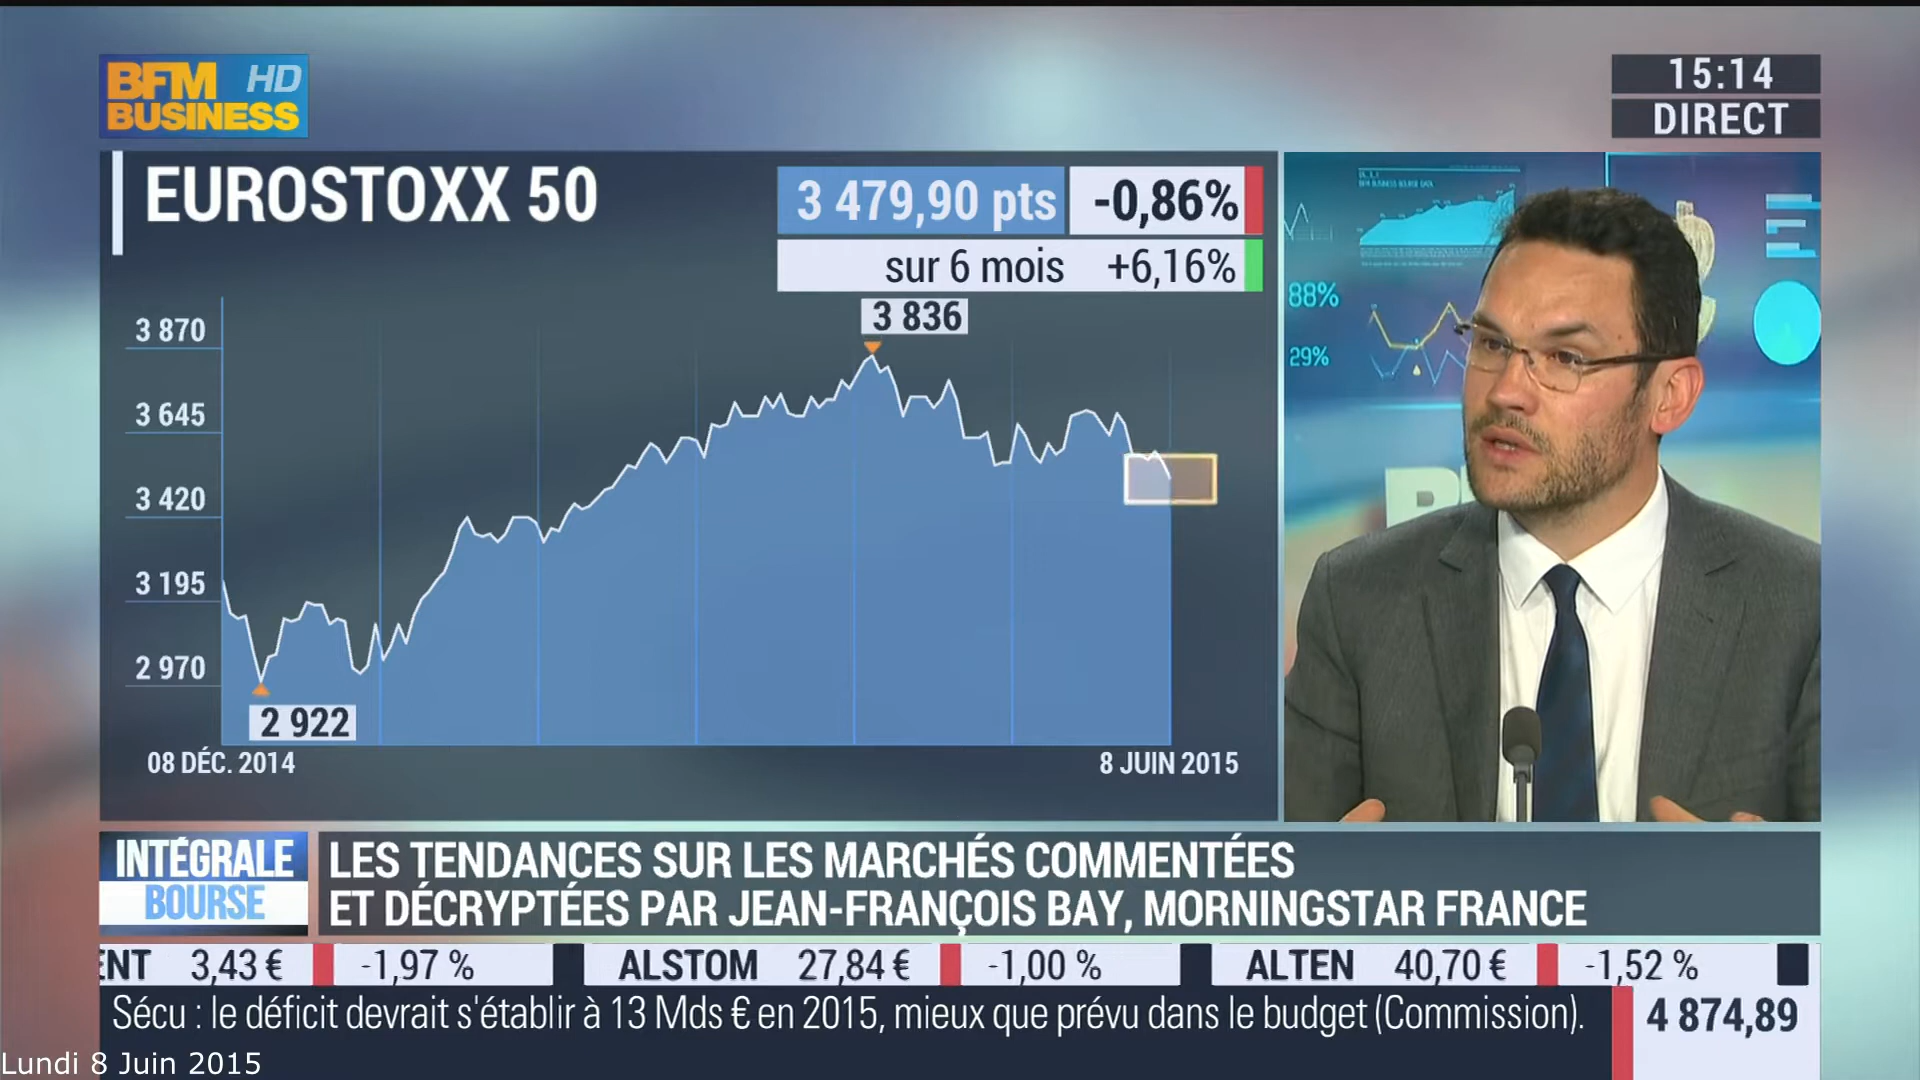 BFM HD
BUSINESS
15:14
DIRECT
EUROSTOXX 50
3 479,90 pts -0,86%
sur 6 mois +6,16%
3 836
3 870
3 645
3 420
3 195
2 970
2 922
08 DÉC. 2014
8 JUIN 2015
88%
29%
INTÉGRALE
BOURSE
LES TENDANCES SUR LES MARCHÉS COMMENTÉES
ET DÉCRYPTÉES PAR JEAN-FRANÇOIS BAY, MORNINGSTAR FRANCE
ENT 3,43 € -1,97 % ALSTOM 27,84 € -1,00 % ALTEN 40,70 € -1,52 %
Sécu : le déficit devrait s'établir à 13 Mds € en 2015, mieux que prévu dans le budget (Commission).
4 874,89
Lundi 8 Juin 2015